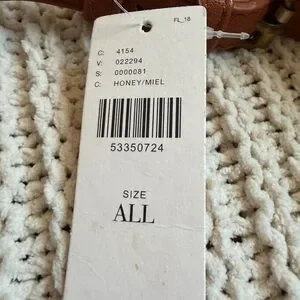 FL_18
C: 4154
V: 022294
S: 0000081
C: HONEY/MIEL
53350724
SIZE
ALL